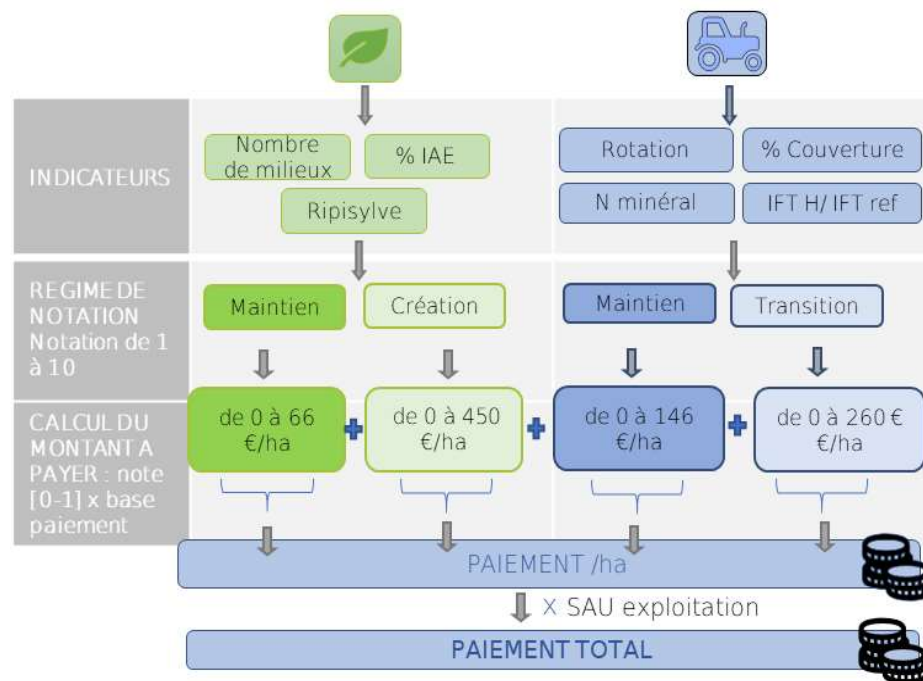 INDICATEURS
Nombre
de milieux
% IAE
Ripisylve
Rotation
% Couverture
N minéral
IFT H/ IFT ref
REGIME DE
NOTATION
Notation de 1
à 10
Maintien
Création
Maintien
Transition
CALCUL DU
MONTANT A
PAYER : note
[0-1] x base
paiement
de 0 à 66
€/ha
+
de 0 à 450
€/ha
+
de 0 à 146
€/ha
+
de 0 à 260 €
€/ha
PAIEMENT /ha
X SAU exploitation
PAIEMENT TOTAL